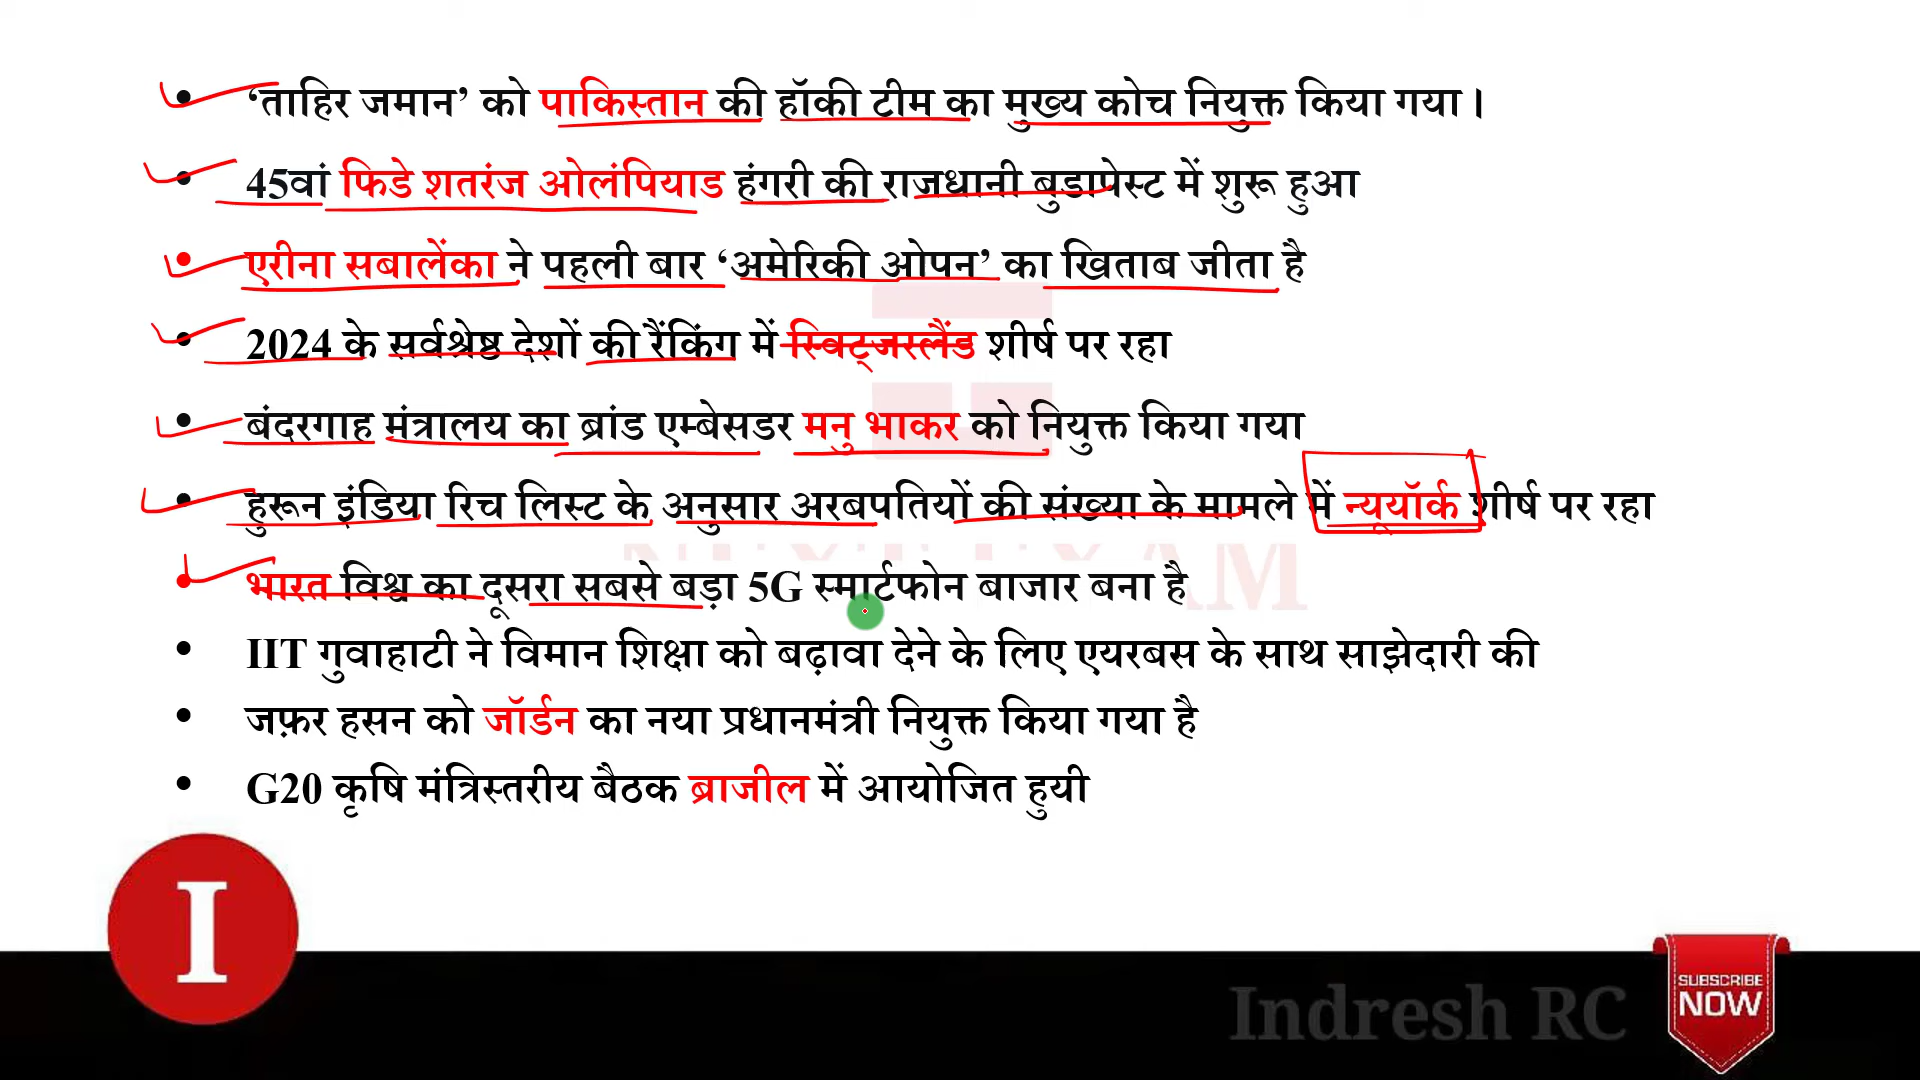 ‘ताहिर जमान’ को पाकिस्तान की हॉकी टीम का मुख्य कोच नियुक्त किया गया।
45वां फिडे शतरंज ओलंपियाड हंगरी की राजधानी बुडापेस्ट में शुरू हुआ
एरीना सबालेंका ने पहली बार ‘अमेरिकी ओपन’ का खिताब जीता है
2024 के सर्वश्रेष्ठ देशों की रैंकिंग में स्विट्जरलैंड शीर्ष पर रहा
बंदरगाह मंत्रालय का ब्रांड एम्बेसडर मनु भाकर को नियुक्त किया गया
हुरून इंडिया रिच लिस्ट के अनुसार अरबपतियों की संख्या के मामले में न्यूयॉर्क शीर्ष पर रहा
भारत विश्व का दूसरा सबसे बड़ा 5G स्मार्टफोन बाजार बना है
IIT गुवाहाटी ने विमान शिक्षा को बढ़ावा देने के लिए एयरबस के साथ साझेदारी की
जफ़र हसन को जॉर्डन का नया प्रधानमंत्री नियुक्त किया गया है
G20 कृषि मंत्रिस्तरीय बैठक ब्राजील में आयोजित हुयी
I
Indresh RC
SUBSCRIBE
NOW